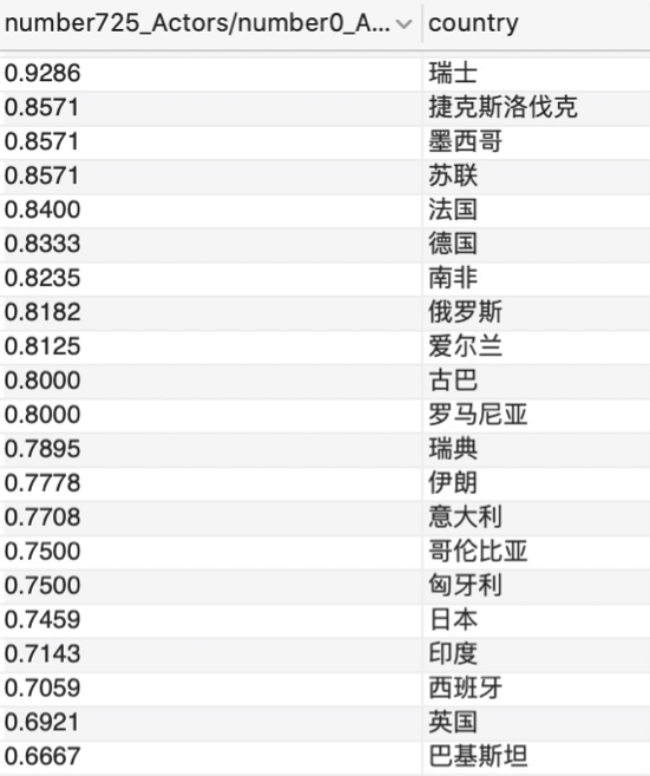 number725_Actors/number0_A... country
0.9286 瑞士
0.8571 捷克斯洛伐克
0.8571 墨西哥
0.8571 苏联
0.8400 法国
0.8333 德国
0.8235 南非
0.8182 俄罗斯
0.8125 爱尔兰
0.8000 古巴
0.8000 罗马尼亚
0.7895 瑞典
0.7778 伊朗
0.7708 意大利
0.7500 哥伦比亚
0.7500 匈牙利
0.7459 日本
0.7143 印度
0.7059 西班牙
0.6921 英国
0.6667 巴基斯坦